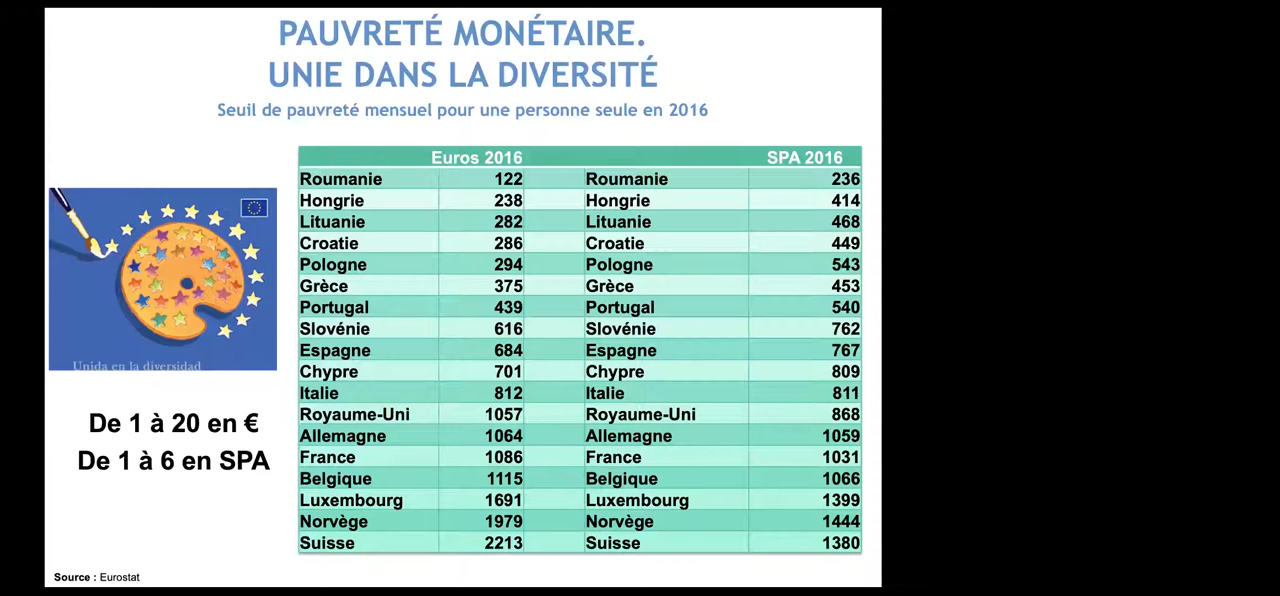 PAUVRETÉ MONÉTAIRE.
UNIE DANS LA DIVERSITÉ
Seuil de pauvreté mensuel pour une personne seule en 2016
Euros 2016 SPA 2016
Roumanie 122 Roumanie 236
Hongrie 238 Hongrie 414
Lituanie 282 Lituanie 468
Croatie 286 Croatie 449
Pologne 294 Pologne 543
Grèce 375 Grèce 453
Portugal 439 Portugal 540
Slovénie 616 Slovénie 762
Espagne 684 Espagne 767
Chypre 701 Chypre 809
Italie 812 Italie 811
Royaume-Uni 1057 Royaume-Uni 868
Allemagne 1064 Allemagne 1059
France 1086 France 1031
Belgique 1115 Belgique 1066
Luxembourg 1691 Luxembourg 1399
Norvège 1979 Norvège 1444
Suisse 2213 Suisse 1380
Unida en la diversidad
De 1 à 20 en €
De 1 à 6 en SPA
Source : Eurostat